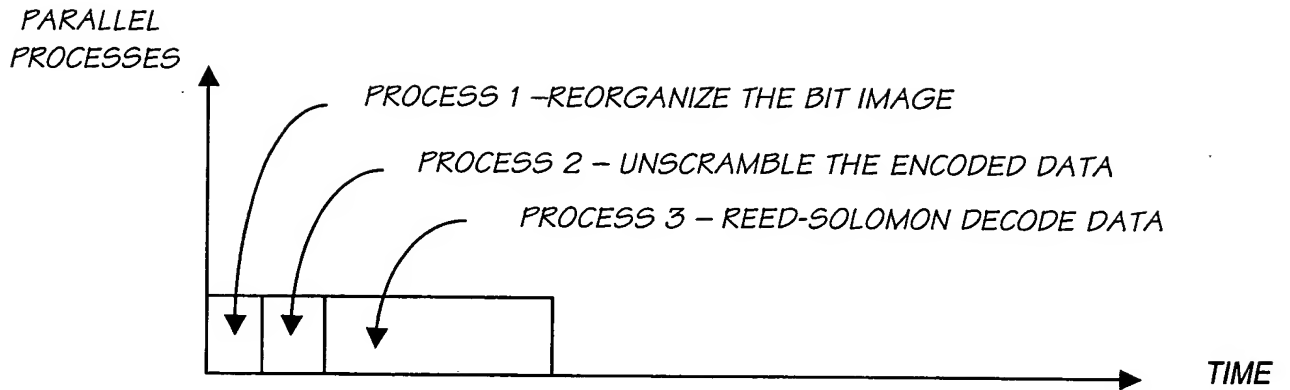 PARALLEL
PROCESSES
PROCESS 1 –REORGANIZE THE BIT IMAGE
PROCESS 2 – UNSCRAMBLE THE ENCODED DATA
PROCESS 3 – REED-SOLOMON DECODE DATA
TIME